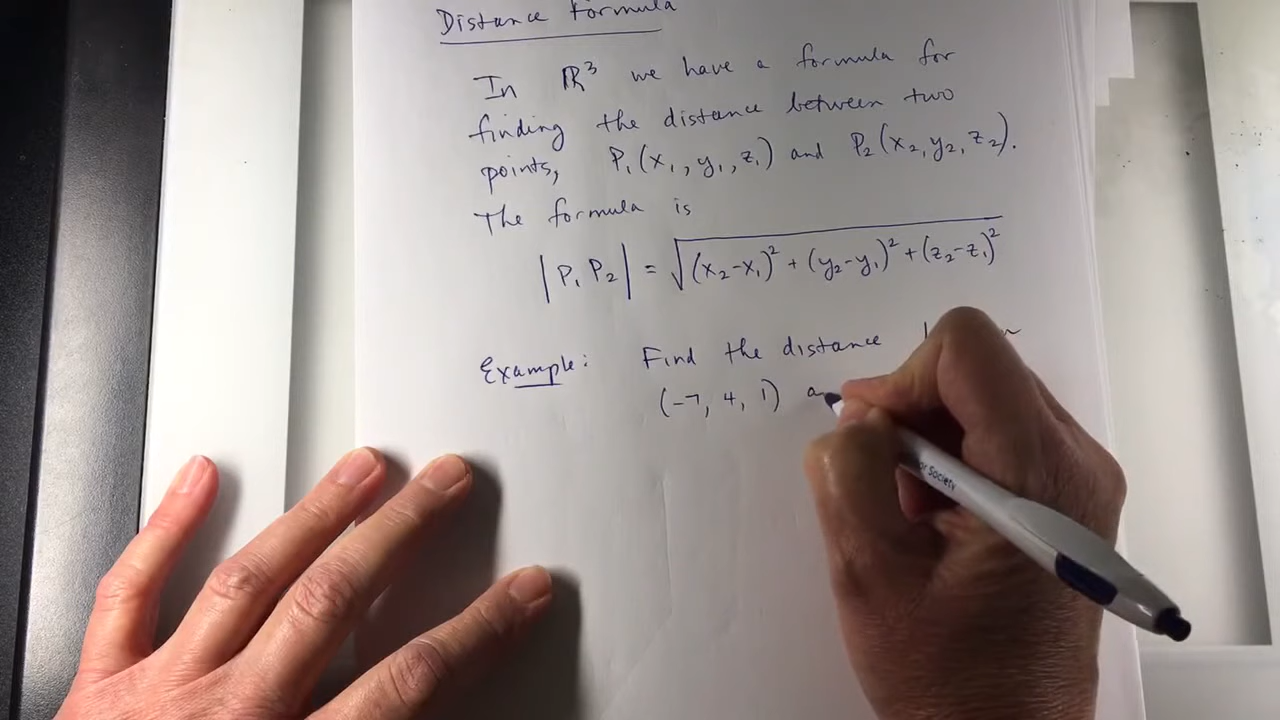 Distance Formula
In ℝ³ we have a formula for
finding the distance between two
points, P₁(x₁, y₁, z₁) and P₂(x₂, y₂, z₂).
The formula is
|P₁P₂| = √((x₂-x₁)² + (y₂-y₁)² + (z₂-z₁)²)
Example: Find the distance
(-7, 4, 1)
Society